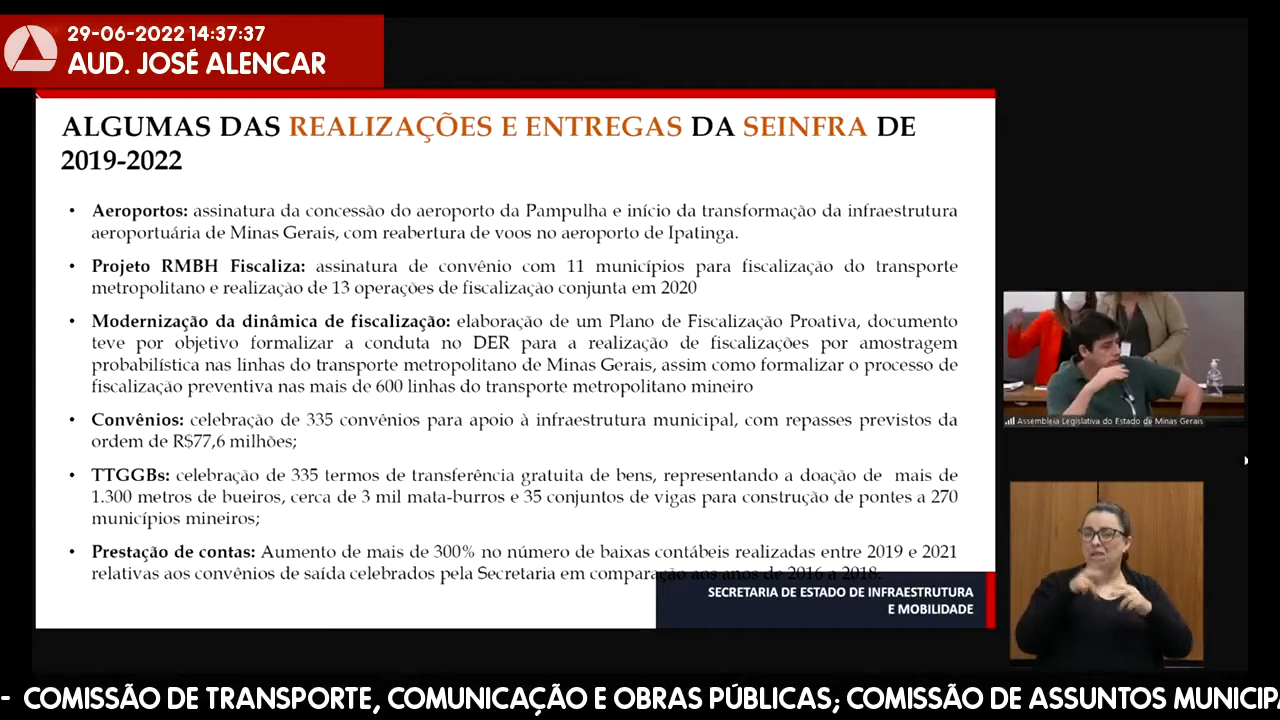 29-06-2022 14:37:37
AUD. JOSÉ ALENCAR
ALGUMAS DAS REALIZAÇÕES E ENTREGAS DA SEINFRA DE
2019-2022
• Aeroportos: assinatura da concessão do aeroporto da Pampulha e início da transformação da infraestrutura
aeroportuária de Minas Gerais, com reabertura de voos no aeroporto de Ipatinga.
• Projeto RMBH Fiscaliza: assinatura de convênio com 11 municípios para fiscalização do transporte
metropolitano e realização de 13 operações de fiscalização conjunta em 2020
• Modernização da dinâmica de fiscalização: elaboração de um Plano de Fiscalização Proativa, documento
teve por objetivo formalizar a conduta no DER para a realização de fiscalizações por amostragem
probabilística nas linhas do transporte metropolitano de Minas Gerais, assim como formalizar o processo de
fiscalização preventiva nas mais de 600 linhas do transporte metropolitano mineiro
• Convênios: celebração de 335 convênios para apoio à infraestrutura municipal, com repasses previstos da
ordem de R$77,6 milhões;
• TTGGBs: celebração de 335 termos de transferência gratuita de bens, representando a doação de mais de
1.300 metros de bueiros, cerca de 3 mil mata-burros e 35 conjuntos de vigas para construção de pontes a 270
municípios mineiros;
• Prestação de contas: Aumento de mais de 300% no número de baixas contábeis realizadas entre 2019 e 2021
relativas aos convênios de saída celebrados pela Secretaria em comparação aos anos de 2016 a 2018.
SECRETARIA DE ESTADO DE INFRAESTRUTURA
E MOBILIDADE
Assembleia Legislativa do Estado de Minas Gerais
- COMISSÃO DE TRANSPORTE, COMUNICAÇÃO E OBRAS PÚBLICAS; COMISSÃO DE ASSUNTOS MUNICIPA